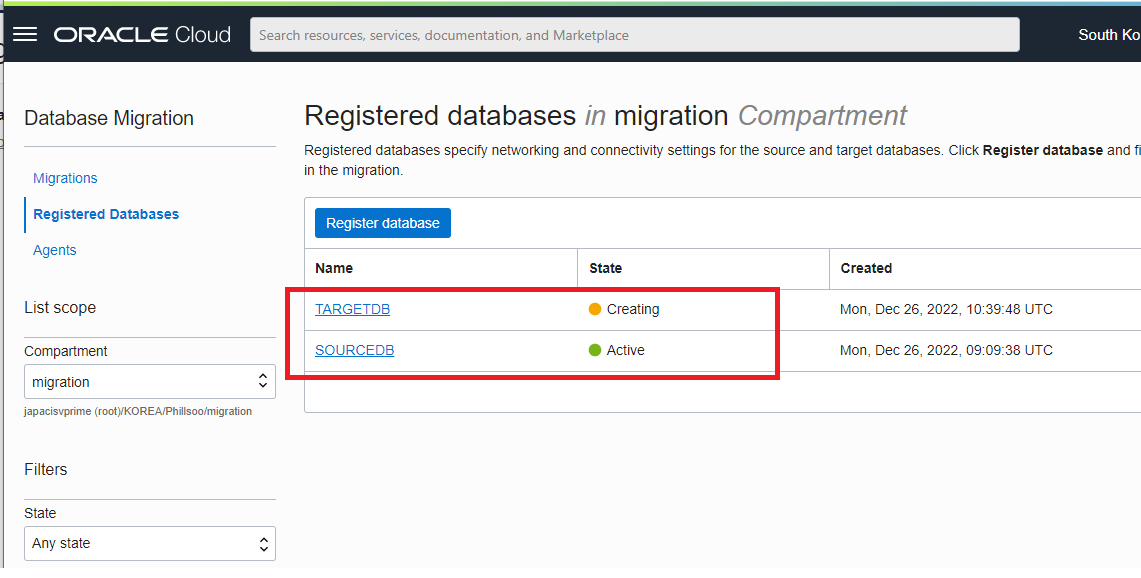 ORACLE Cloud
Search resources, services, documentation, and Marketplace
South Ko
Database Migration
Migrations
Registered Databases
Agents
List scope
Compartment
migration
japacisvprime (root)/KOREA/Phillsoo/migration
Filters
State
Any state
Registered databases in migration Compartment
Registered databases specify networking and connectivity settings for the source and target databases. Click Register database and fi
in the migration.
Register database
Name State Created
TARGETDB Creating Mon, Dec 26, 2022, 10:39:48 UTC
SOURCEDB Active Mon, Dec 26, 2022, 09:09:38 UTC